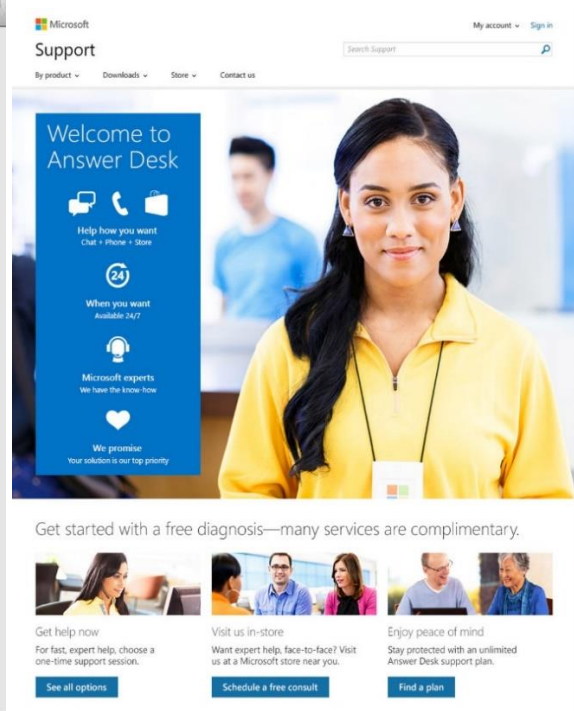 Microsoft
My account
Sign in
Support
Search Support
By product
Downloads
Store
Contact us
Welcome to
Answer Desk
Help how you want
Chat + Phone + Store
24
When you want
Available 24/7
Microsoft experts
We have the know-how
We promise
Your solution is our top priority
Get started with a free diagnosis—many services are complimentary.
Get help now
For fast, expert help, choose a
one-time support session.
See all options
Visit us in-store
Want expert help, face-to-face? Visit
us at a Microsoft store near you.
Schedule a free consult
Enjoy peace of mind
Stay protected with an unlimited
Answer Desk support plan.
Find a plan